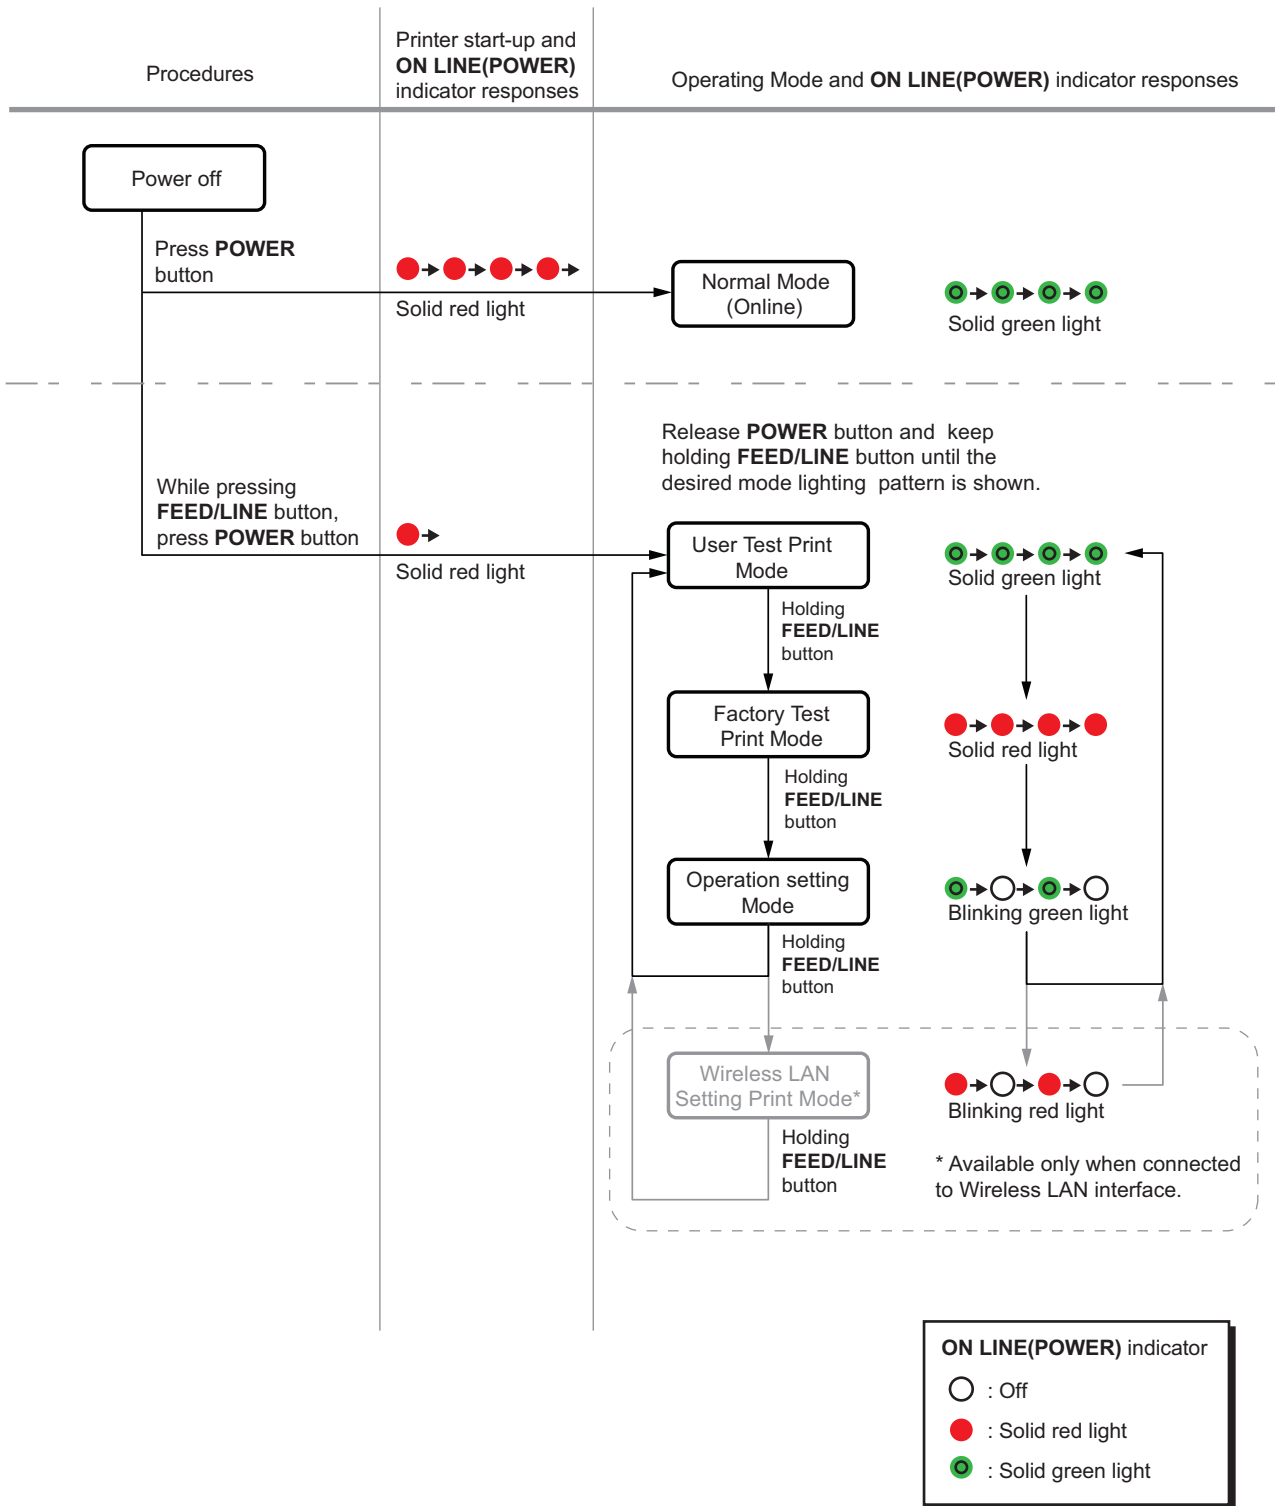 Procedures
Printer start-up and
ON LINE(POWER)
indicator responses
Operating Mode and ON LINE(POWER) indicator responses
Power off
Press POWER
button
Solid red light
Normal Mode
(Online)
Solid green light
Release POWER button and keep
holding FEED/LINE button until the
desired mode lighting pattern is shown.
While pressing
FEED/LINE button,
press POWER button
Solid red light
User Test Print
Mode
Solid green light
Holding
FEED/LINE
button
Factory Test
Print Mode
Solid red light
Holding
FEED/LINE
button
Operation setting
Mode
Blinking green light
Holding
FEED/LINE
button
Wireless LAN
Setting Print Mode*
Blinking red light
Holding
FEED/LINE
button
* Available only when connected
to Wireless LAN interface.
ON LINE(POWER) indicator
: Off
: Solid red light
: Solid green light